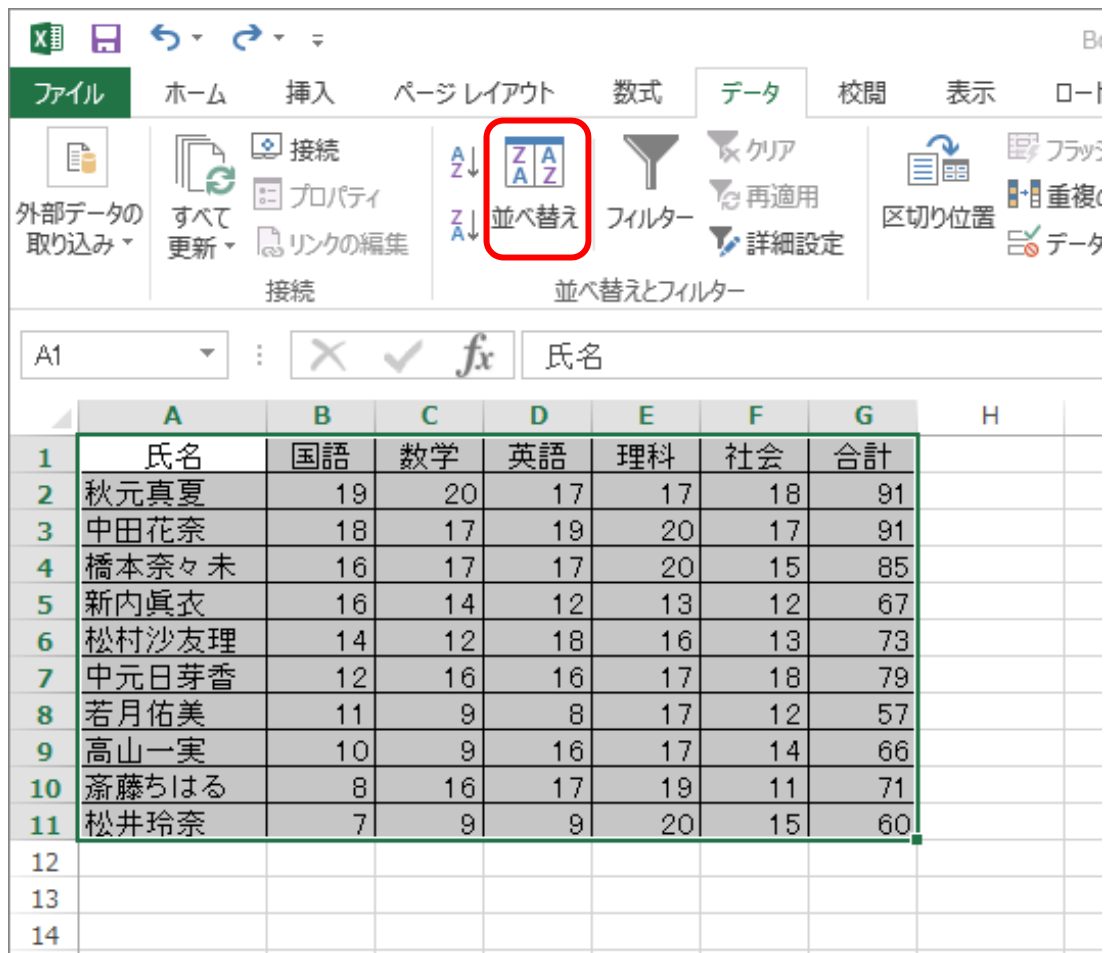 ファイル ホーム 挿入 ページ レイアウト 数式 データ 校閲 表示
外部データの取り込み
すべて更新
接続
プロパティ
リンクの編集
接続
並べ替え
フィルター
クリア
再適用
詳細設定
並べ替えとフィルター
区切り位置
フラッシ
重複
データ
A1 fx 氏名
A B C D E F G H
1 氏名 国語 数学 英語 理科 社会 合計
2 秋元真夏 19 20 17 17 18 91
3 中田花奈 18 17 19 20 17 91
4 橋本奈々未 16 17 17 20 15 85
5 新内眞衣 16 14 12 13 12 67
6 松村沙友理 14 12 18 16 13 73
7 中元日芽香 12 16 16 17 18 79
8 若月佑美 11 9 8 17 12 57
9 高山一実 10 9 16 17 14 66
10 斎藤ちはる 8 16 17 19 11 71
11 松井玲奈 7 9 9 20 15 60
12
13
14